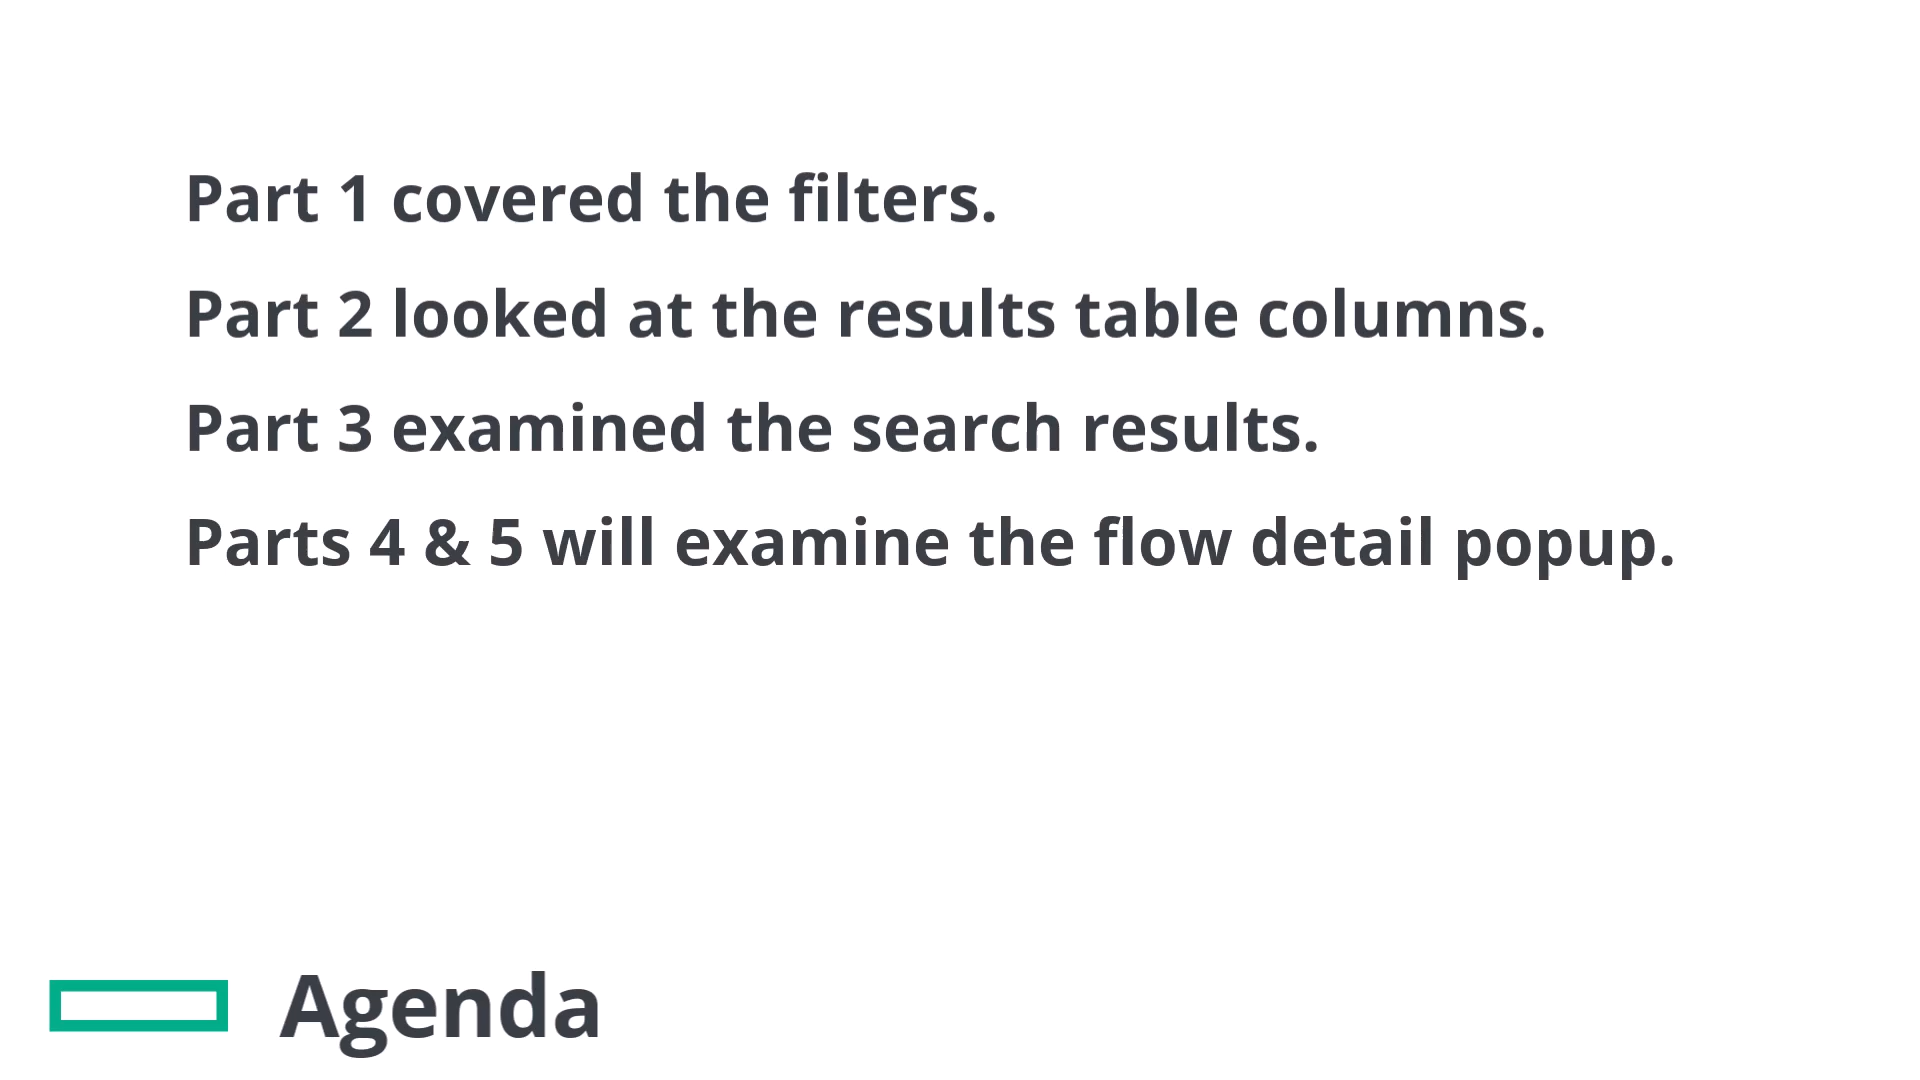 Part 1 covered the filters.
Part 2 looked at the results table columns.
Part 3 examined the search results.
Parts 4 & 5 will examine the flow detail popup.
Agenda